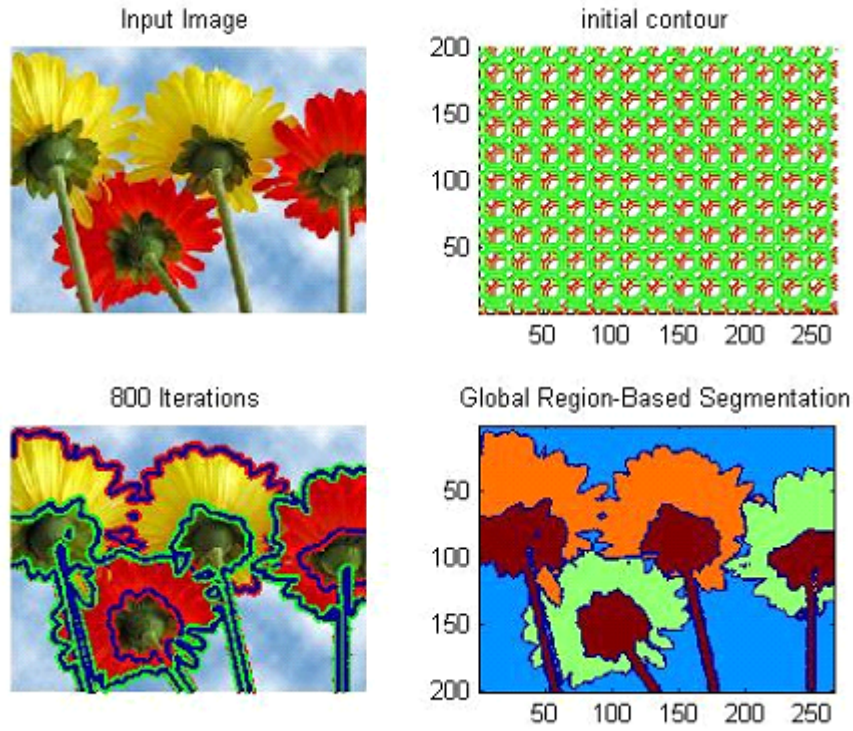 Input Image
initial contour
200
150
100
50
50 100 150 200 250
800 Iterations
Global Region-Based Segmentation
50
100
150
200
50 100 150 200 250